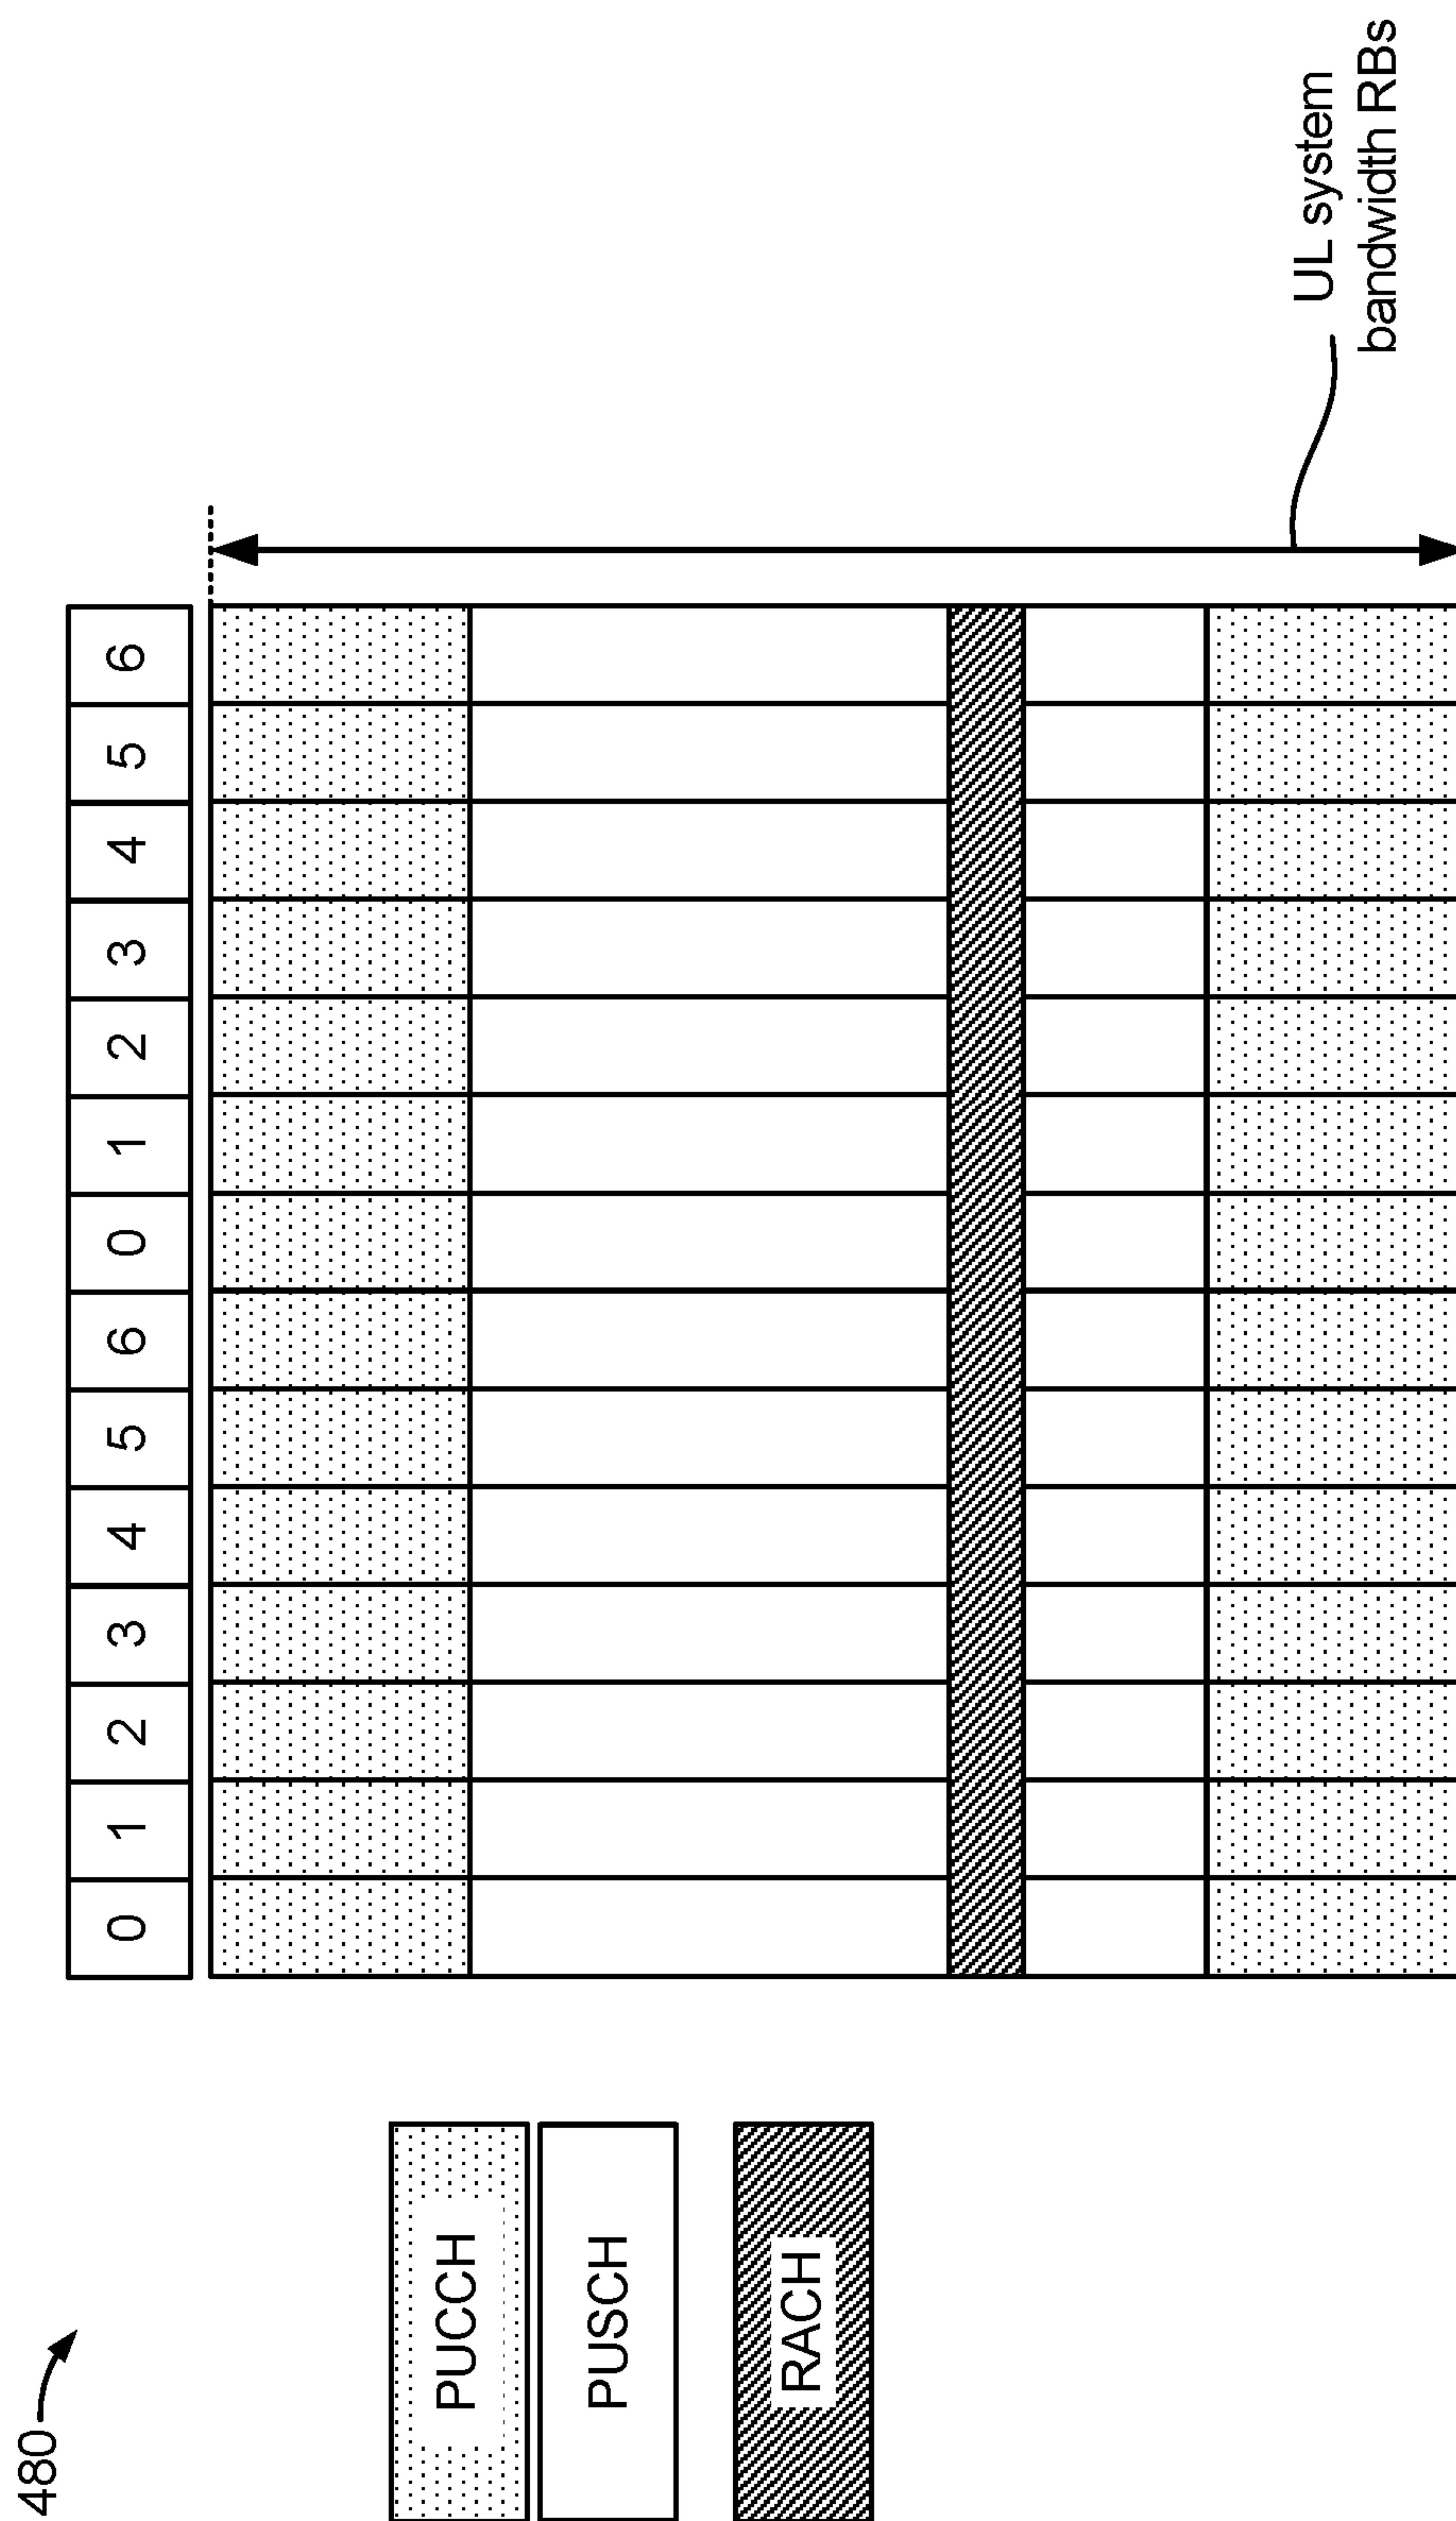 480
0 1 2 3 4 5 6 0 1 2 3 4 5 6
PUCCH
PUSCH
RACH
UL system
bandwidth RBs